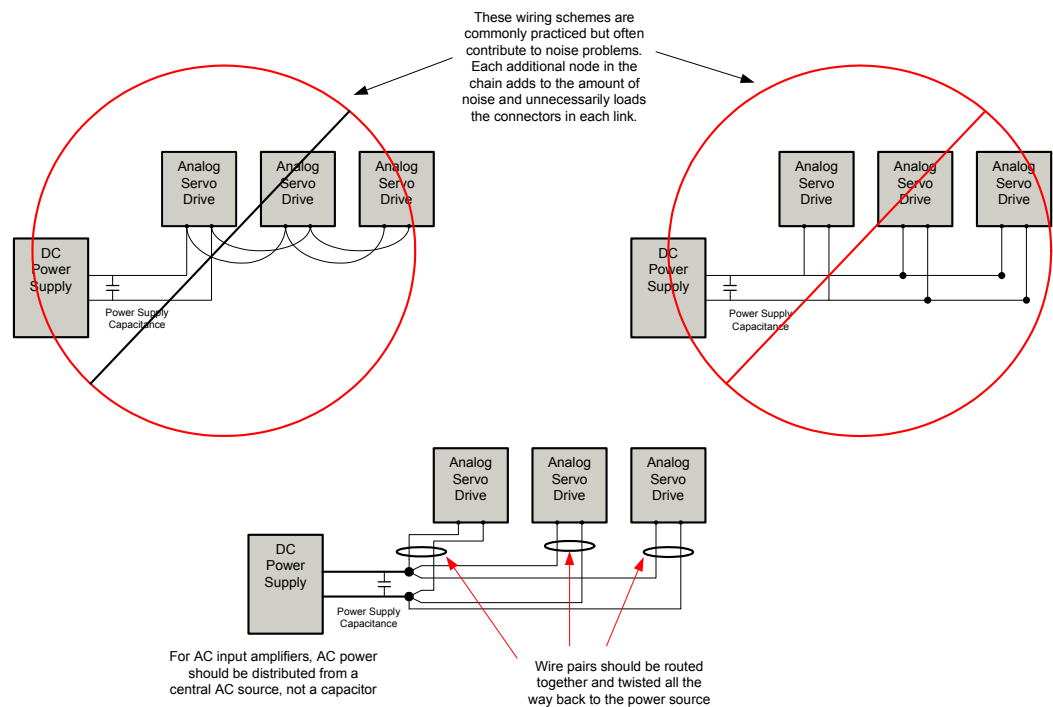 These wiring schemes are
commonly practiced but often
contribute to noise problems.
Each additional node in the
chain adds to the amount of
noise and unnecessarily loads
the connectors in each link.
Analog
Servo
Drive
Analog
Servo
Drive
Analog
Servo
Drive
DC
Power
Supply
Power Supply
Capacitance
Analog
Servo
Drive
Analog
Servo
Drive
Analog
Servo
Drive
DC
Power
Supply
Power Supply
Capacitance
Analog
Servo
Drive
Analog
Servo
Drive
Analog
Servo
Drive
DC
Power
Supply
Power Supply
Capacitance
For AC input amplifiers, AC power
should be distributed from a
central AC source, not a capacitor
Wire pairs should be routed
together and twisted all the
way back to the power source